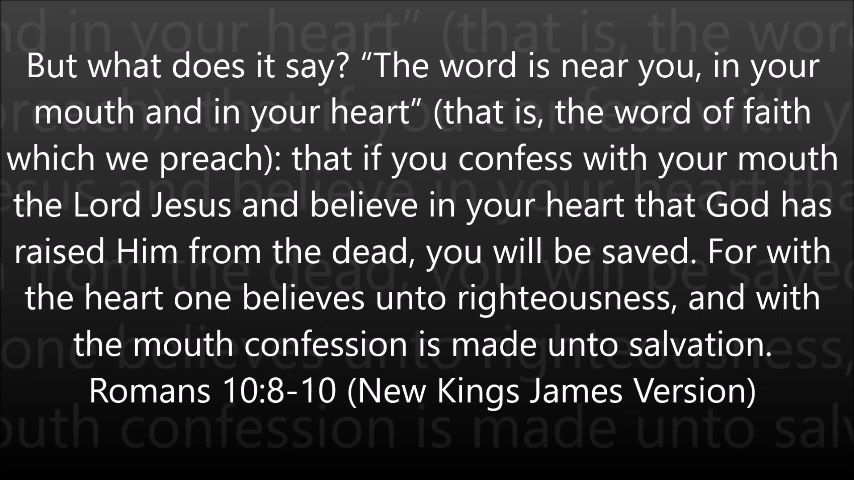 But what does it say? “The word is near you, in your
mouth and in your heart” (that is, the word of faith
which we preach): that if you confess with your mouth
the Lord Jesus and believe in your heart that God has
raised Him from the dead, you will be saved. For with
the heart one believes unto righteousness, and with
the mouth confession is made unto salvation.
Romans 10:8-10 (New Kings James Version)